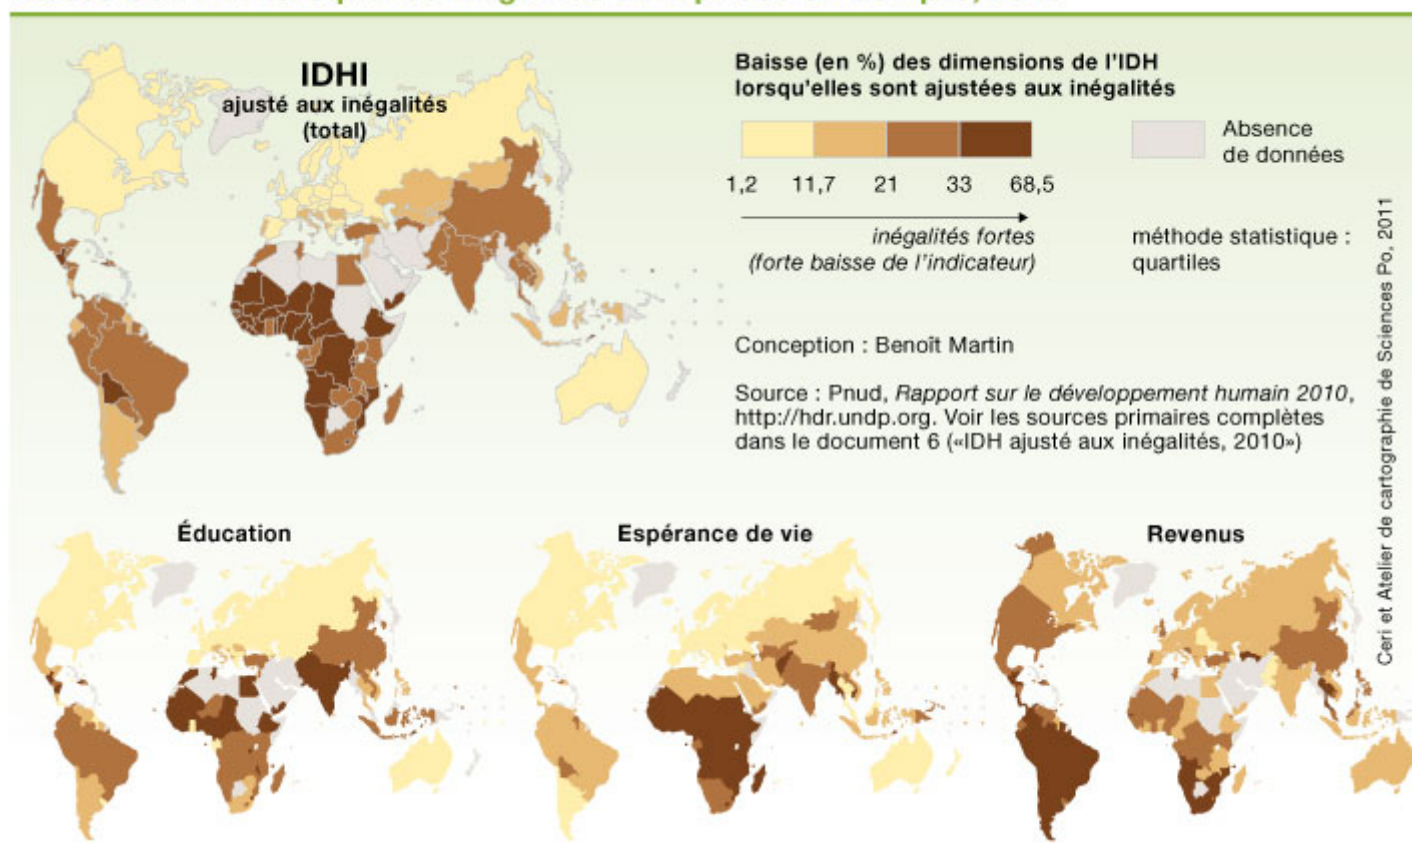 IDHI
ajusté aux inégalités
(total)
Baisse (en %) des dimensions de l'IDH
lorsqu'elles sont ajustées aux inégalités
Absence
de données
1,2 11,7 21 33 68,5
inégalités fortes
(forte baisse de l'indicateur)
méthode statistique :
quartiles
Conception : Benoît Martin
Source : Pnud, Rapport sur le développement humain 2010,
http://hdr.undp.org. Voir les sources primaires complètes
dans le document 6 («IDH ajusté aux inégalités, 2010»)
Ceri et Atelier de cartographie de Sciences Po, 2011
Éducation
Espérance de vie
Revenus